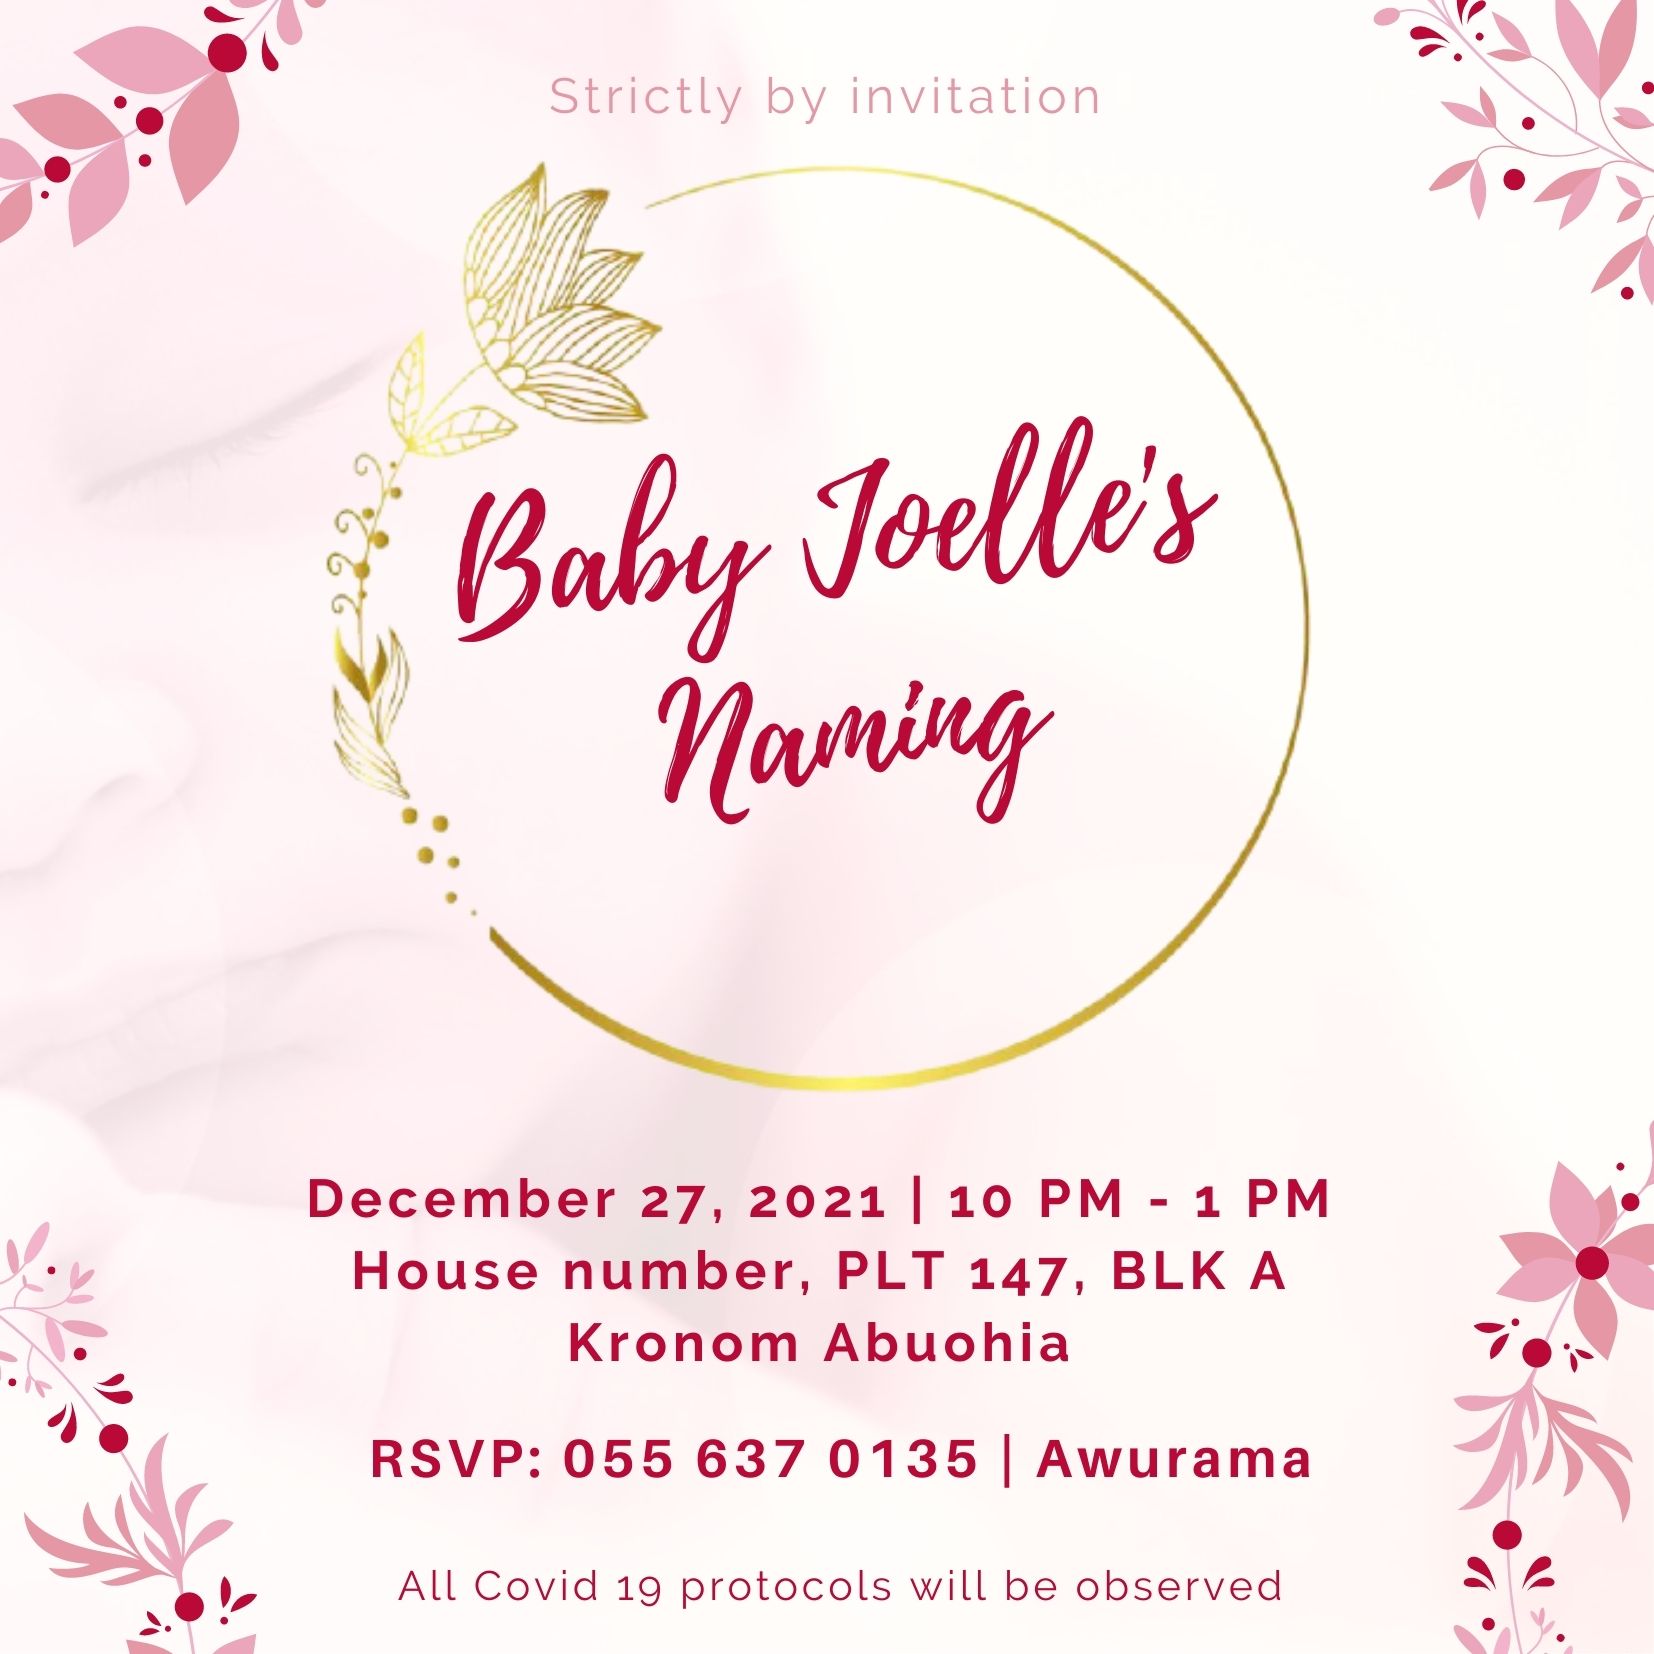 Strictly by invitation
Baby Joelle's
Naming
December 27, 2021 | 10 PM - 1 PM
House number, PLT 147, BLK A
Kronom Abuohia
RSVP: 055 637 0135 | Awurama
All Covid 19 protocols will be observed